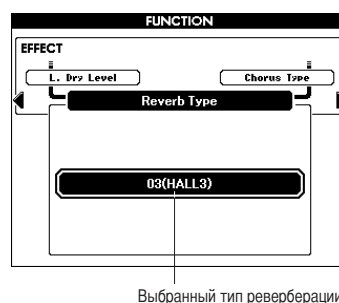 FUNCTION
EFFECT
L. Dry Level
Chorus Type
Reverb Type
03(HALL3)
Выбранный тип реверберации